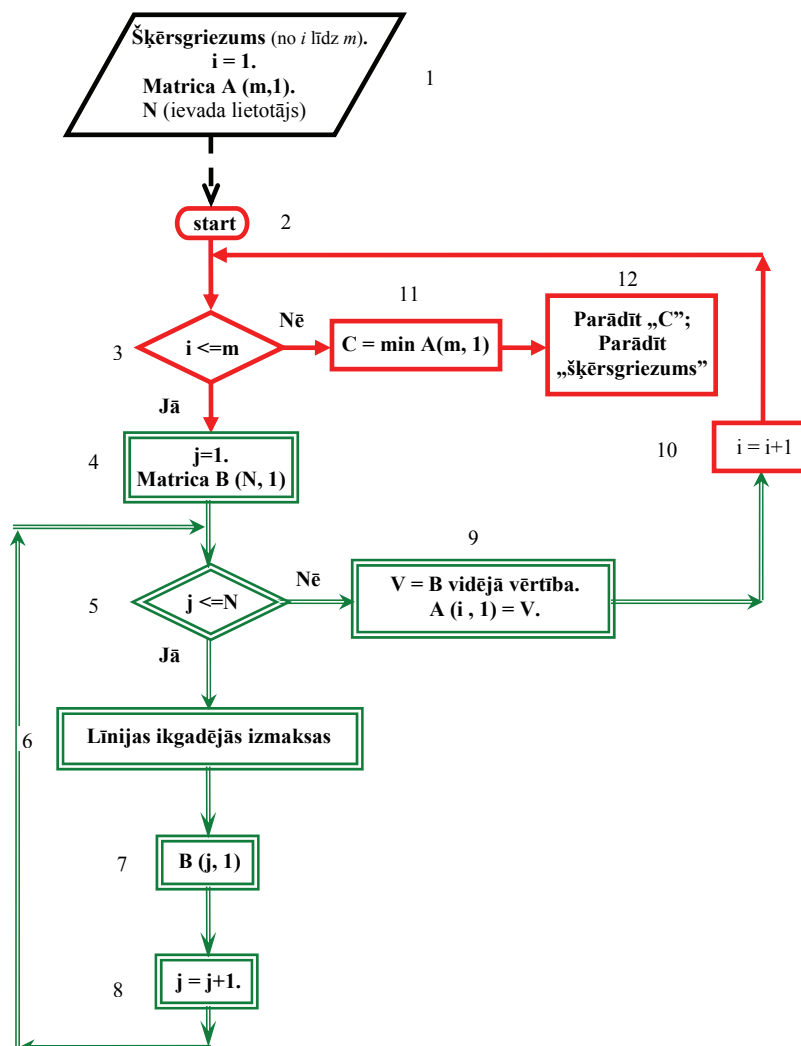 Šķērsgriezums (no i līdz m).
i = 1.
Matrica A (m,1).
N (ievada lietotājs)
1
start
2
12
11
Nē
Parādīt „C”;
Parādīt
„šķērsgriezums”
C = min A(m, 1)
i <=m
3
Jā
4
j=1.
Matrica B (N, 1)
10
i = i+1
9
Nē
V = B vidējā vērtība.
A (i , 1) = V.
j <=N
5
Jā
6
Līnijas ikgadējās izmaksas
7
B (j, 1)
8
j = j+1.